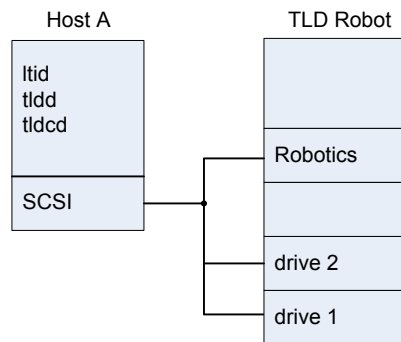 Host A
TLD Robot
ltid
tldd
tldcd
SCSI
Robotics
drive 2
drive 1